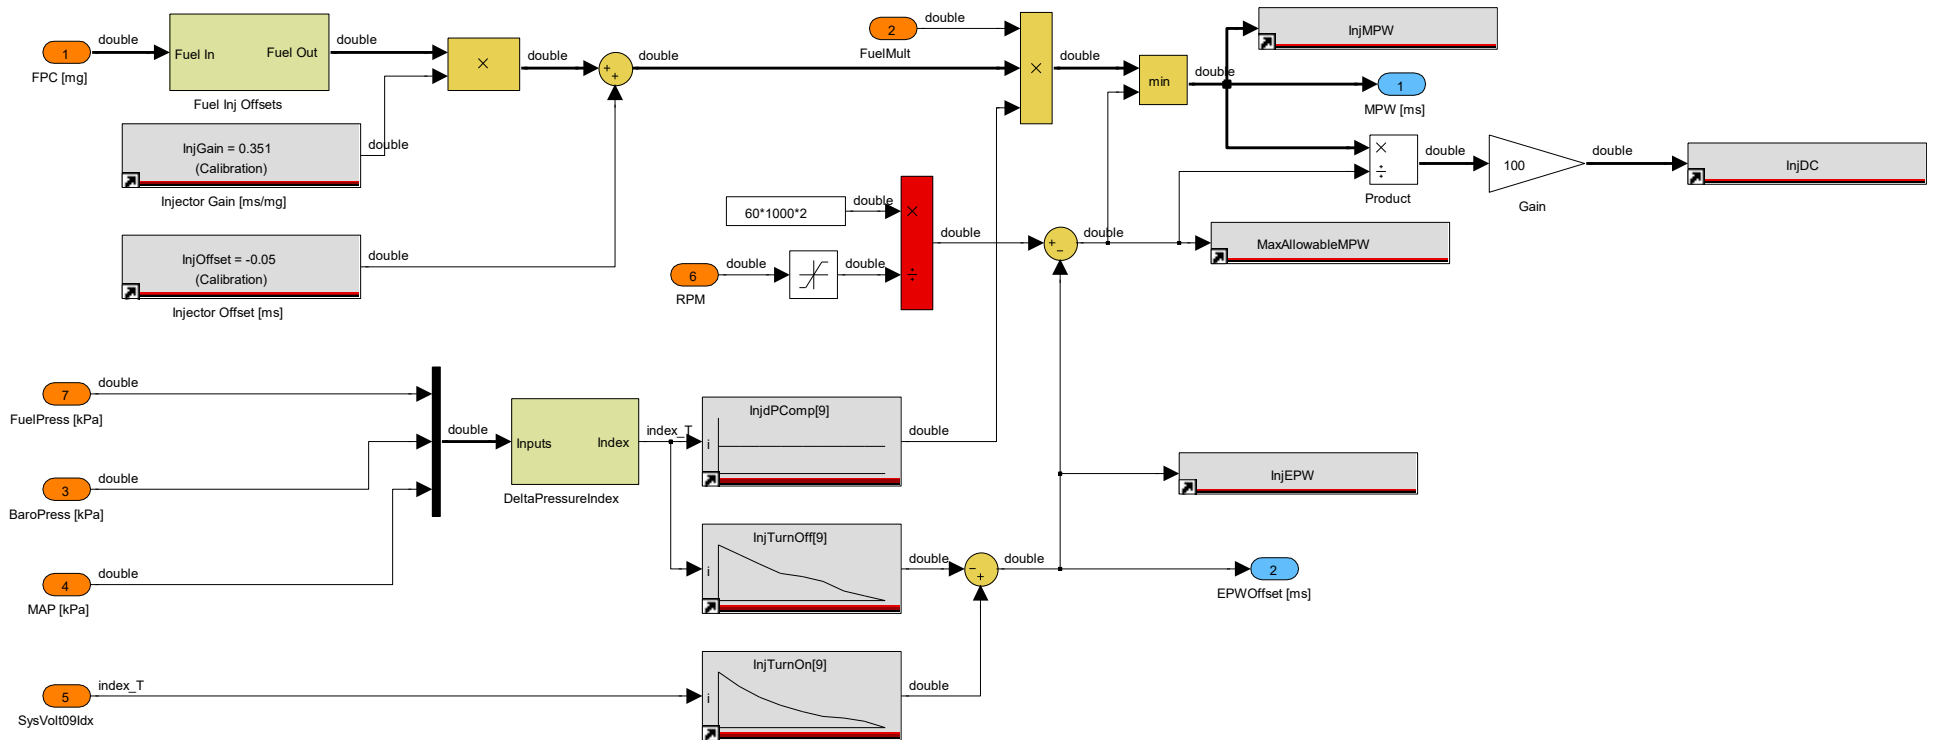 double
1
FPC [mg]
Fuel In
Fuel Out
Fuel Inj Offsets
double
×
double
+
+
double
InjGain = 0.351
(Calibration)
double
Injector Gain [ms/mg]
InjOffset = -0.05
(Calibration)
double
Injector Offset [ms]
2
double
FuelMult
×
double
min
double
InjMPW
1
MPW [ms]
×
÷
Product
double
100
Gain
double
InjDC
60*1000*2
double
×
÷
double
6
RPM
double
double
+
−
double
MaxAllowableMPW
7
double
FuelPress [kPa]
3
double
BaroPress [kPa]
4
double
MAP [kPa]
double
Inputs
Index
DeltaPressureIndex
index_T
InjdPComp[9]
i
double
InjTurnOff[9]
i
double
−
+
double
InjEPW
2
EPWOffset [ms]
5
index_T
SysVolt09Idx
InjTurnOn[9]
i
double